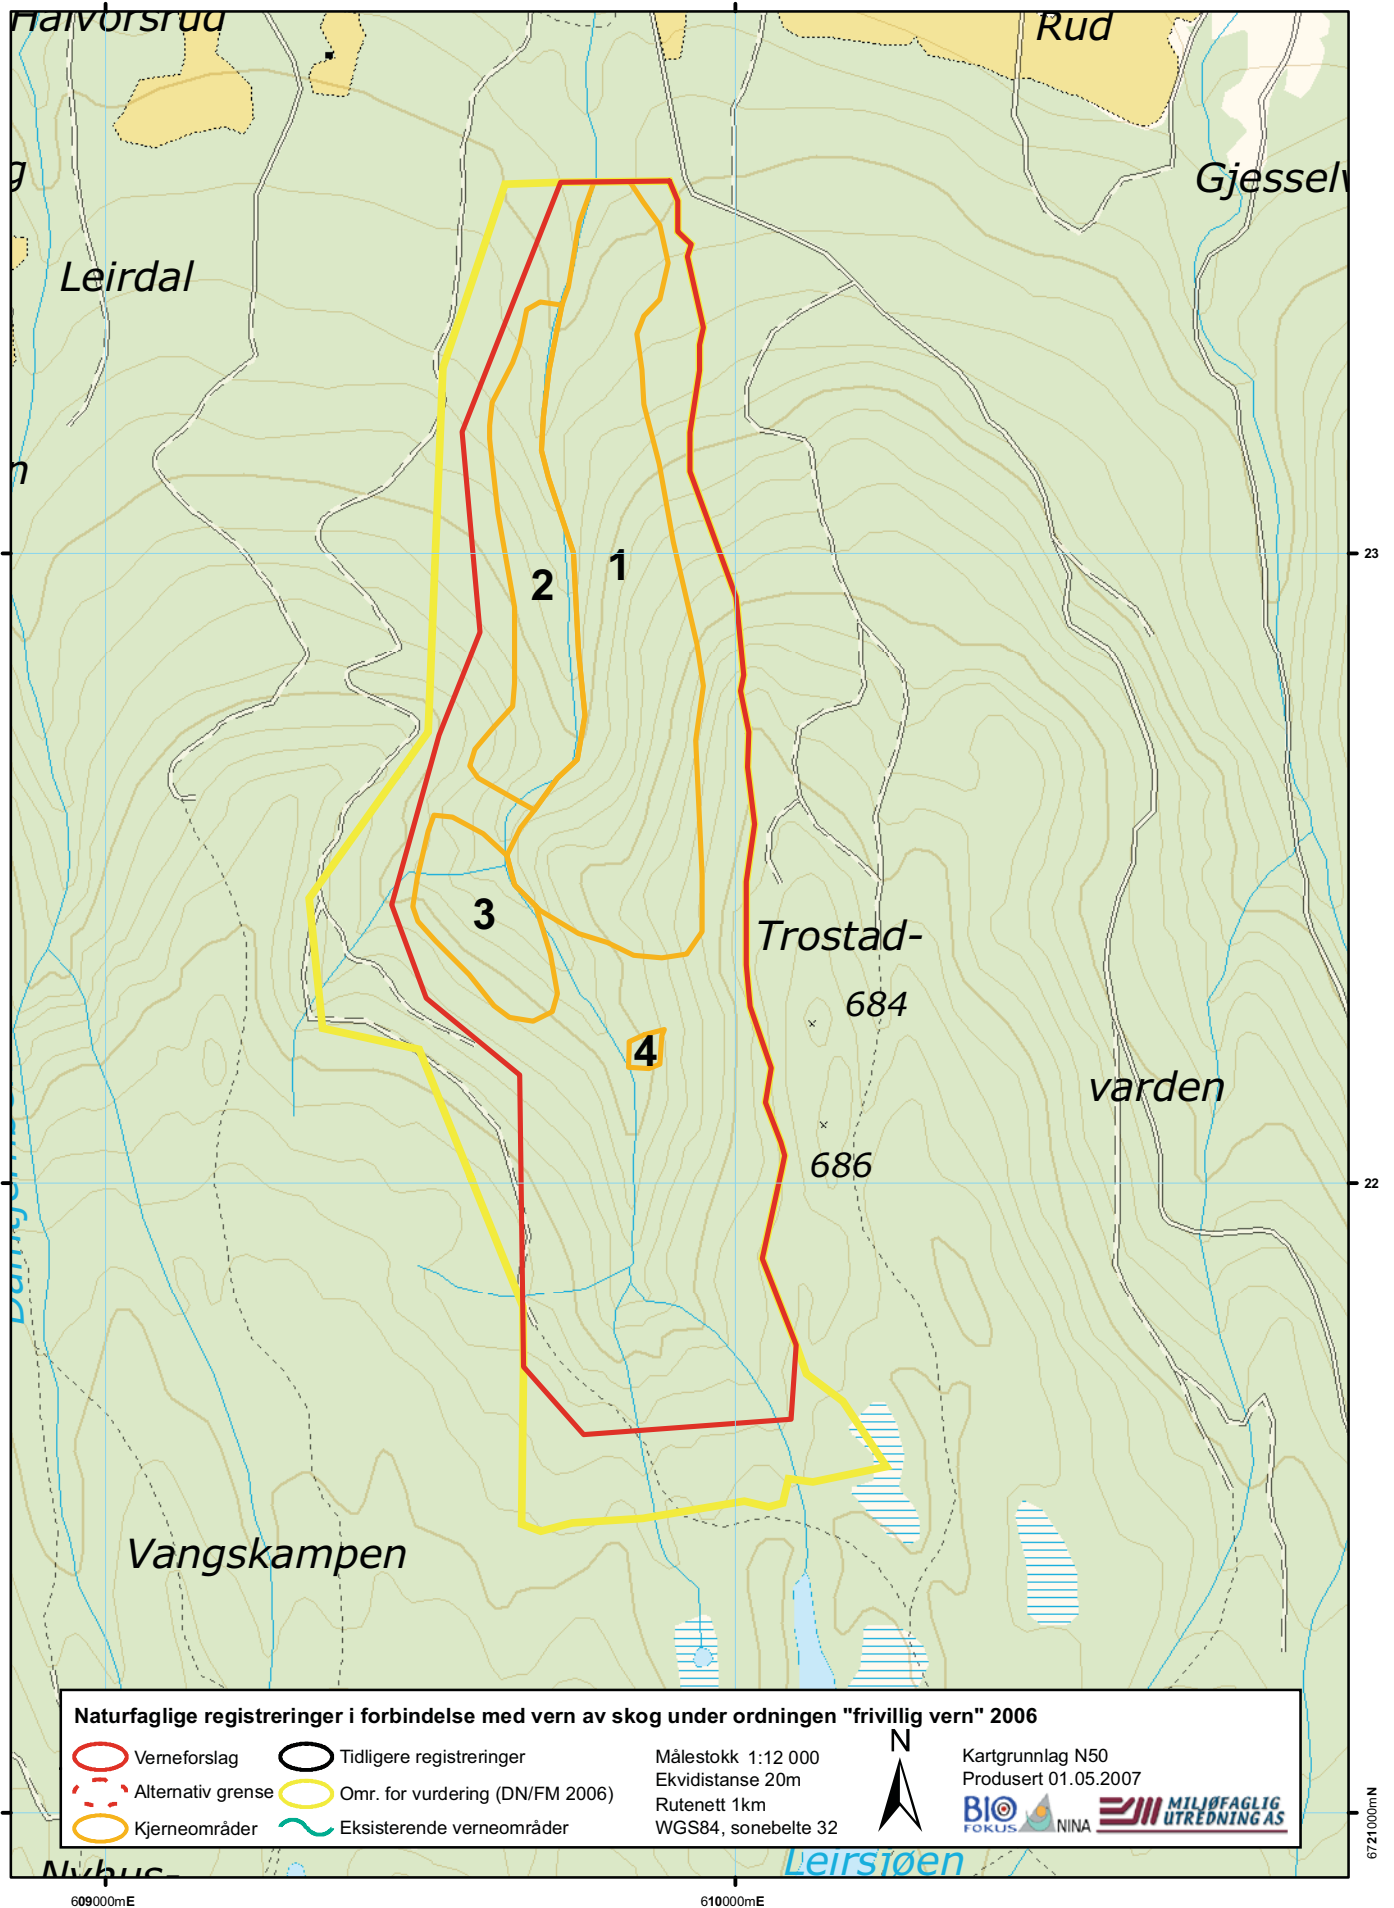 Halvorsrud
Rud
g
Gjesselv
Leirdal
n
1
2
23
3
Trostad-
684
4
varden
686
22
Vangskampen
Naturfaglige registreringer i forbindelse med vern av skog under ordningen "frivillig vern" 2006
Verneforslag
Alternativ grense
Kjerneområder
Tidligere registreringer
Omr. for vurdering (DN/FM 2006)
Eksisterende verneområder
Målestokk 1:12 000
Ekvidistanse 20m
Rutenett 1km
WGS84, sonebelte 32
N
Kartgrunnlag N50
Produsert 01.05.2007
BIO
FOKUS
NINA
MILJØFAGLIG
UTREDNING AS
6721000mN
Nyhus-
Leirsjøen
609000mE
610000mE